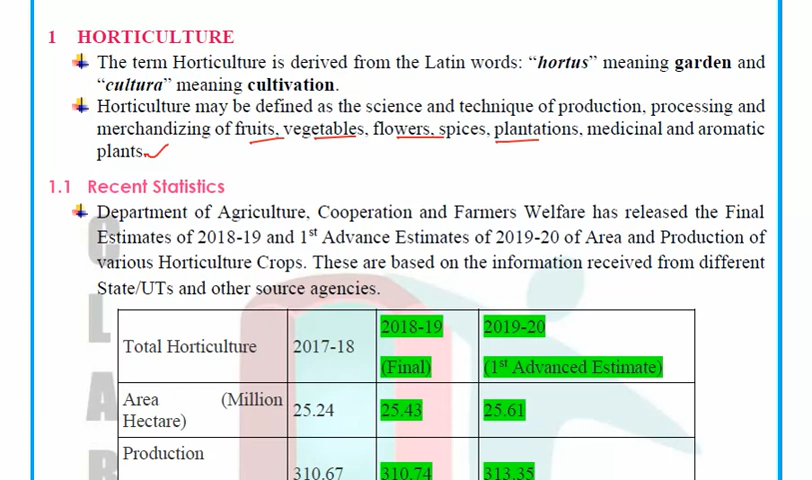 1 HORTICULTURE
The term Horticulture is derived from the Latin words: “hortus” meaning garden and
“cultura” meaning cultivation.
Horticulture may be defined as the science and technique of production, processing and
merchandizing of fruits, vegetables, flowers, spices, plantations, medicinal and aromatic
plants.
1.1 Recent Statistics
Department of Agriculture, Cooperation and Farmers Welfare has released the Final
Estimates of 2018-19 and 1st Advance Estimates of 2019-20 of Area and Production of
various Horticulture Crops. These are based on the information received from different
State/UTs and other source agencies.
Total Horticulture 2017-18 2018-19 (Final) 2019-20 (1st Advanced Estimate)
Area (Million Hectare) 25.24 25.43 25.61
Production 310.67 310.74 313.35
C
L
A
R